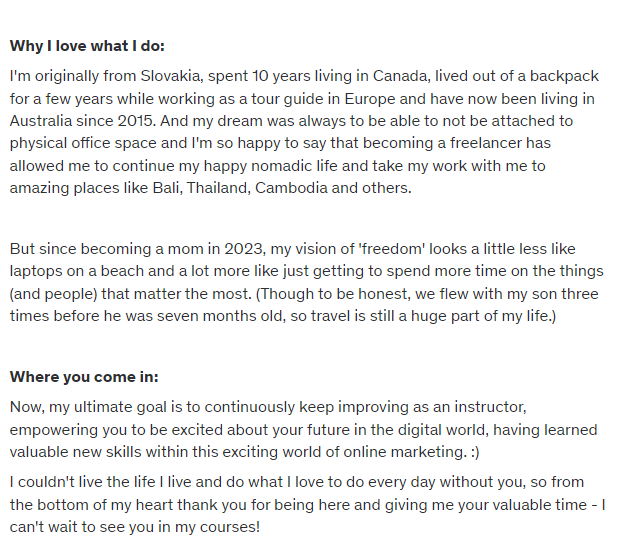 Why I love what I do:
I'm originally from Slovakia, spent 10 years living in Canada, lived out of a backpack
for a few years while working as a tour guide in Europe and have now been living in
Australia since 2015. And my dream was always to be able to not be attached to
physical office space and I'm so happy to say that becoming a freelancer has
allowed me to continue my happy nomadic life and take my work with me to
amazing places like Bali, Thailand, Cambodia and others.
But since becoming a mom in 2023, my vision of 'freedom' looks a little less like
laptops on a beach and a lot more like just getting to spend more time on the things
(and people) that matter the most. (Though to be honest, we flew with my son three
times before he was seven months old, so travel is still a huge part of my life.)
Where you come in:
Now, my ultimate goal is to continuously keep improving as an instructor,
empowering you to be excited about your future in the digital world, having learned
valuable new skills within this exciting world of online marketing. :)
I couldn't live the life I live and do what I love to do every day without you, so from
the bottom of my heart thank you for being here and giving me your valuable time - I
can't wait to see you in my courses!